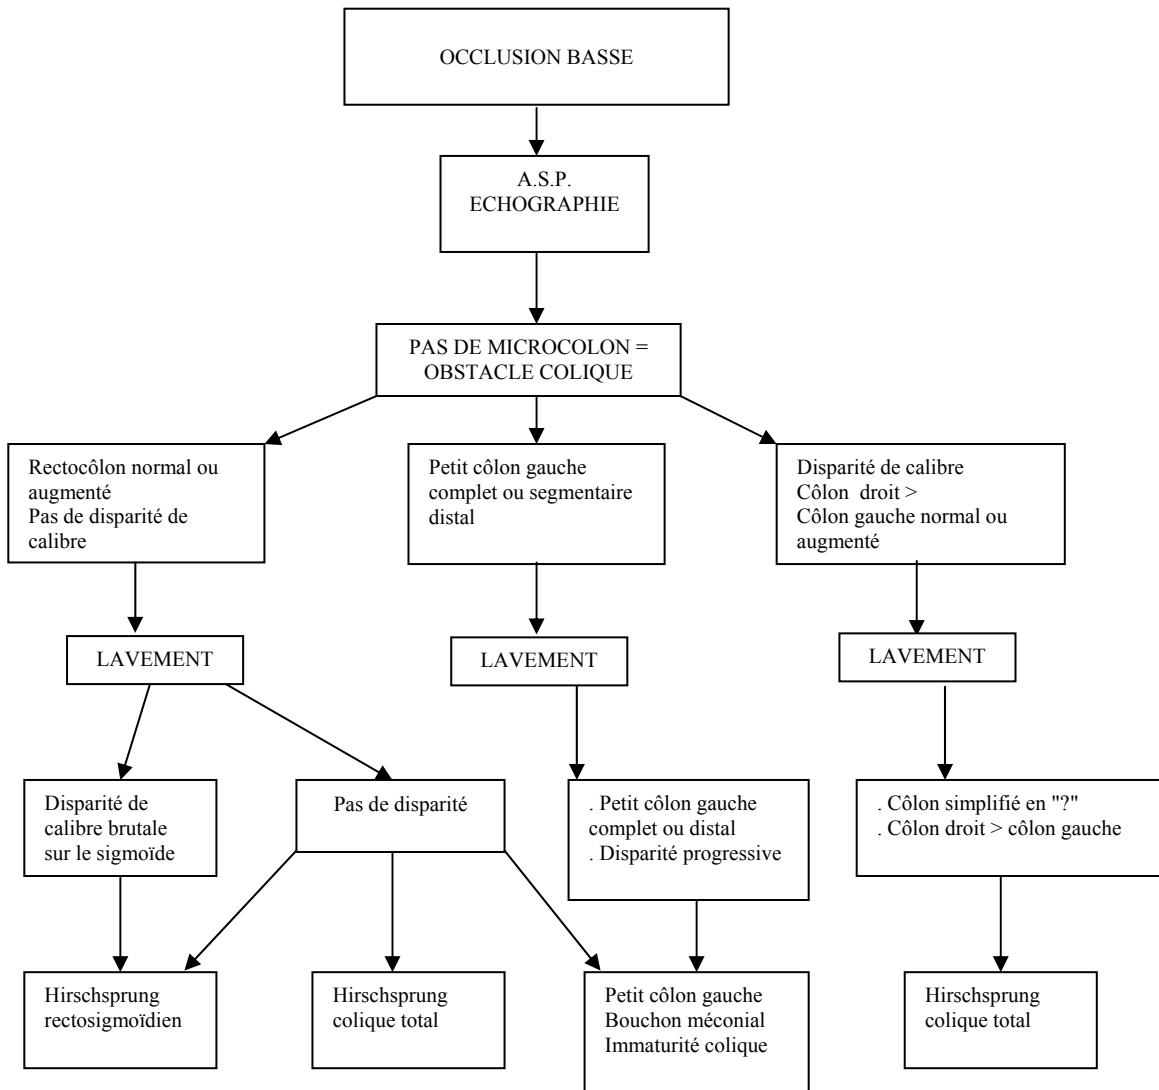 OCCLUSION BASSE
A.S.P.
ECHOGRAPHIE
PAS DE MICROCOLON =
OBSTACLE COLIQUE
Rectocôlon normal ou
augmenté
Pas de disparité de
calibre
Petit côlon gauche
complet ou segmentaire
distal
Disparité de calibre
Côlon droit >
Côlon gauche normal ou
augmenté
LAVEMENT
LAVEMENT
LAVEMENT
Disparité de
calibre brutale
sur le sigmoïde
Pas de disparité
. Petit côlon gauche
complet ou distal
. Disparité progressive
. Côlon simplifié en "?"
. Côlon droit > côlon gauche
Hirschsprung
rectosigmoïdien
Hirschsprung
colique total
Petit côlon gauche
Bouchon méconial
Immaturité colique
Hirschsprung
colique total